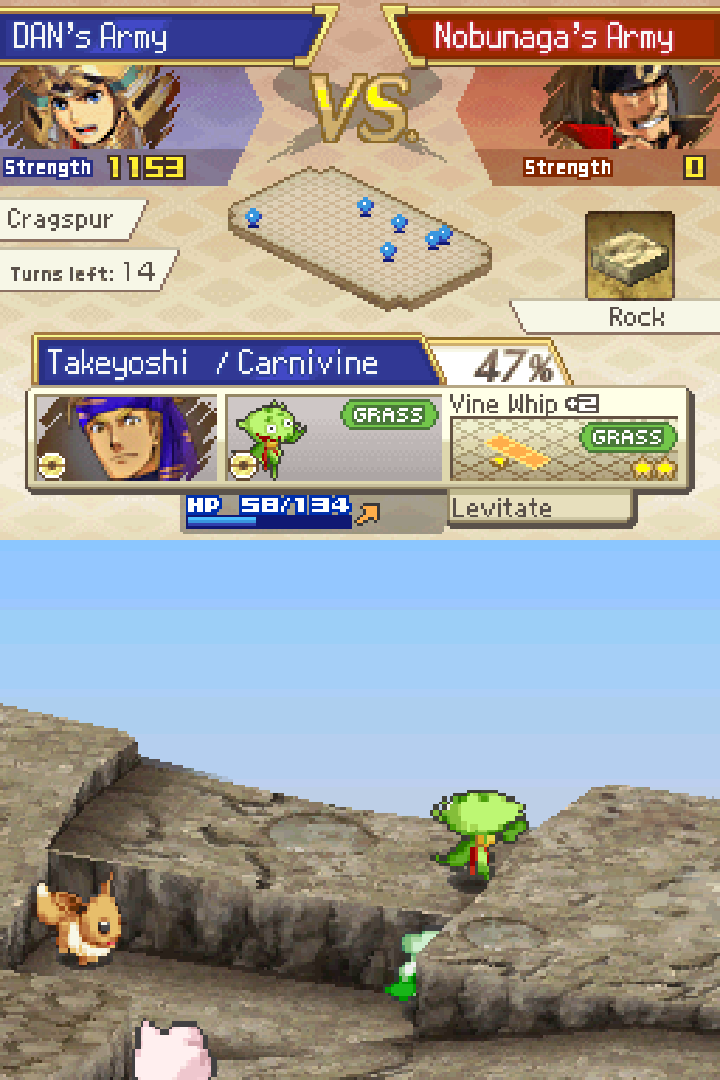 DAN's Army
Nobunaga's Army
VS.
Strength 1153
Strength 0
Cragspur
Turns left: 14
Rock
Takeyoshi / Carnivine
47%
GRASS
Vine Whip
GRASS
HP 58/134
Levitate